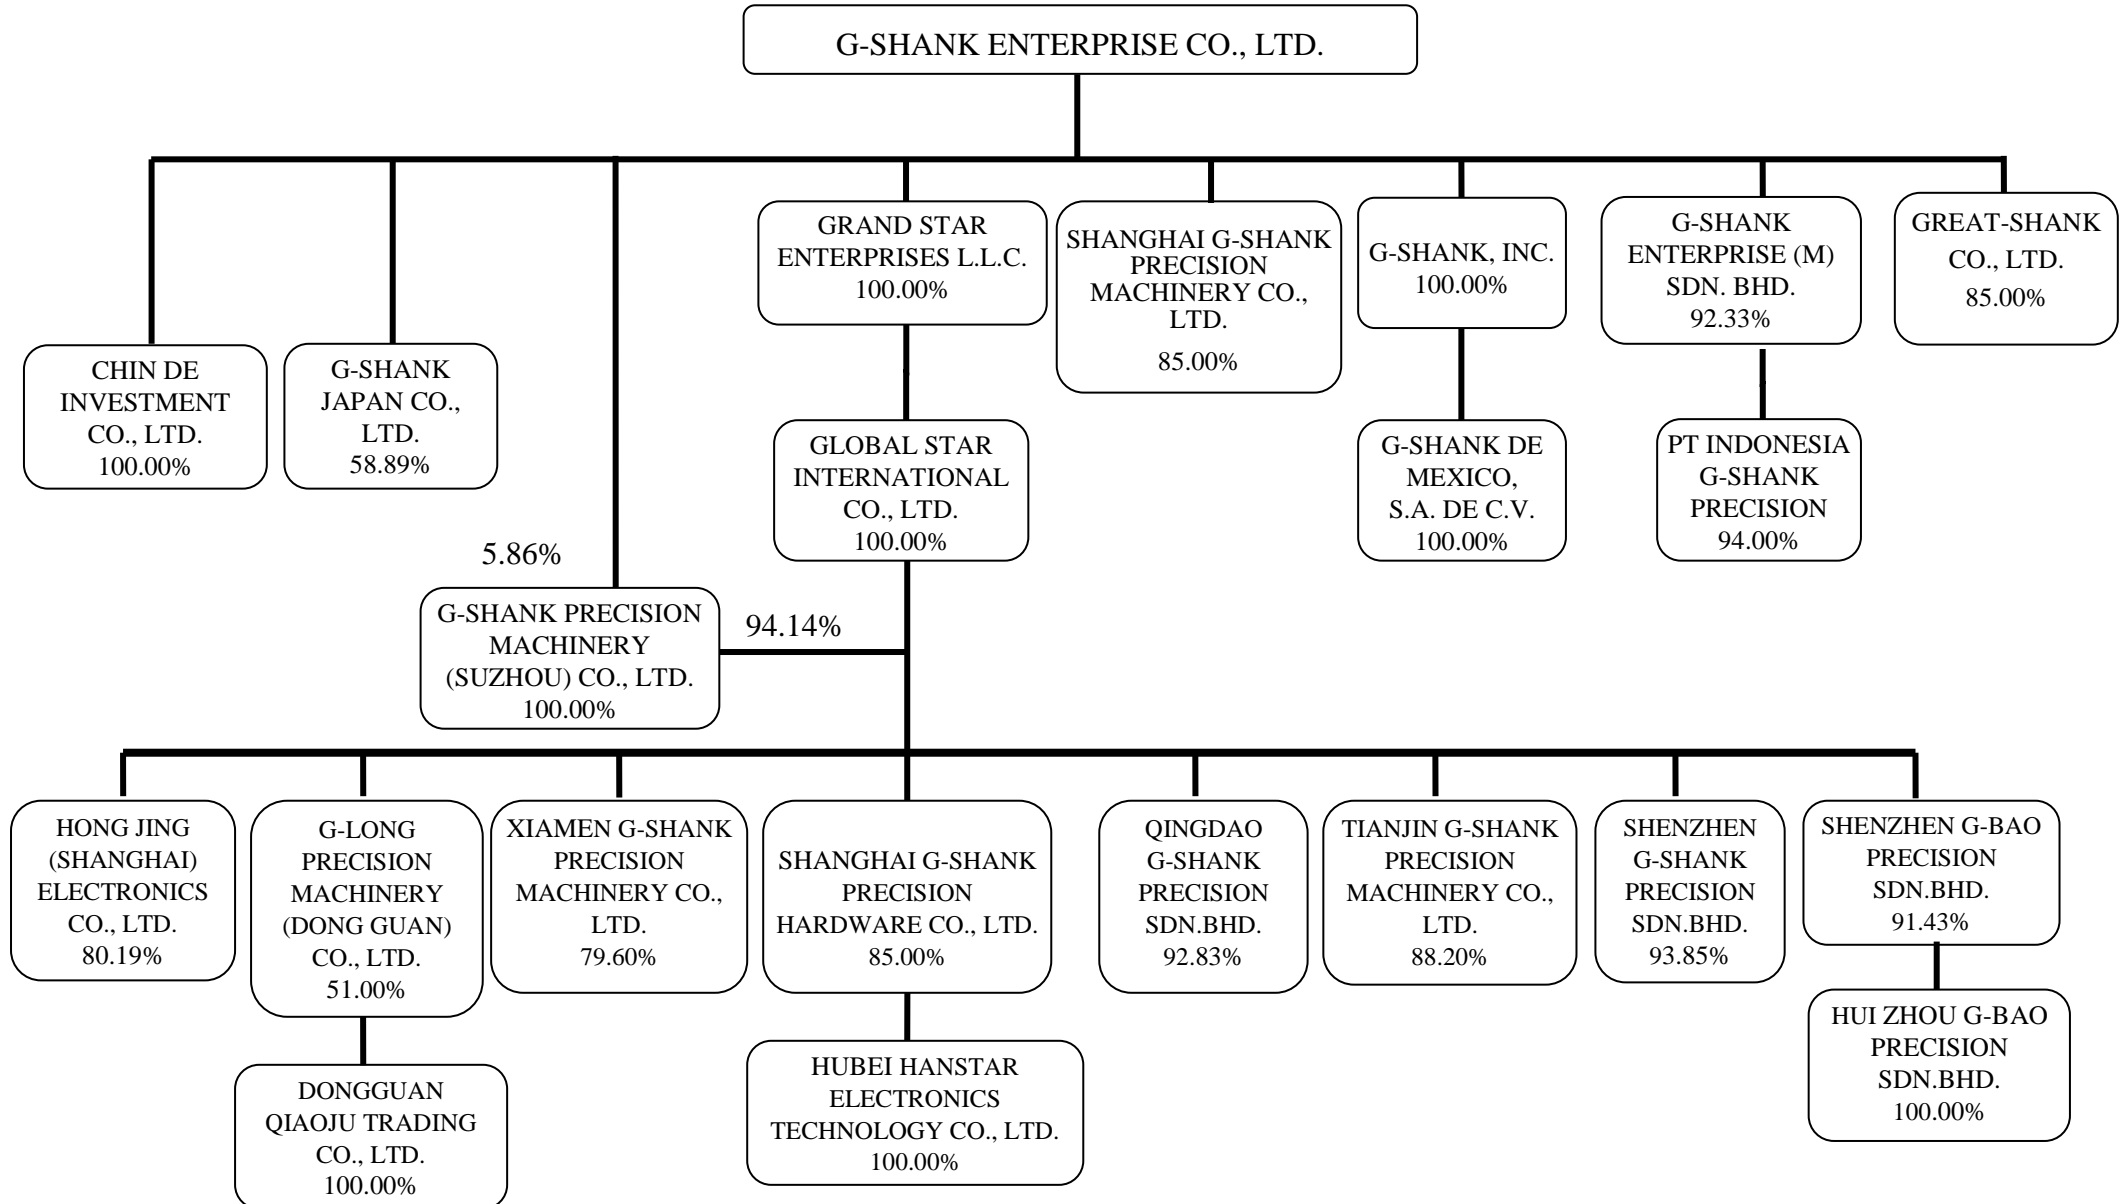 G-SHANK ENTERPRISE CO., LTD.
CHIN DE
INVESTMENT
CO., LTD.
100.00%
G-SHANK
JAPAN CO.,
LTD.
58.89%
GRAND STAR
ENTERPRISES L.L.C.
100.00%
SHANGHAI G-SHANK
PRECISION
MACHINERY CO.,
LTD.
85.00%
G-SHANK, INC.
100.00%
G-SHANK
ENTERPRISE (M)
SDN. BHD.
92.33%
GREAT-SHANK
CO., LTD.
85.00%
GLOBAL STAR
INTERNATIONAL
CO., LTD.
100.00%
G-SHANK DE
MEXICO,
S.A. DE C.V.
100.00%
PT INDONESIA
G-SHANK
PRECISION
94.00%
5.86%
G-SHANK PRECISION
MACHINERY
(SUZHOU) CO., LTD.
100.00%
94.14%
HONG JING
(SHANGHAI)
ELECTRONICS
CO., LTD.
80.19%
G-LONG
PRECISION
MACHINERY
(DONG GUAN)
CO., LTD.
51.00%
XIAMEN G-SHANK
PRECISION
MACHINERY CO.,
LTD.
79.60%
SHANGHAI G-SHANK
PRECISION
HARDWARE CO., LTD.
85.00%
QINGDAO
G-SHANK
PRECISION
SDN.BHD.
92.83%
TIANJIN G-SHANK
PRECISION
MACHINERY CO.,
LTD.
88.20%
SHENZHEN
G-SHANK
PRECISION
SDN.BHD.
93.85%
SHENZHEN G-BAO
PRECISION
SDN.BHD.
91.43%
DONGGUAN
QIAOJU TRADING
CO., LTD.
100.00%
HUBEI HANSTAR
ELECTRONICS
TECHNOLOGY CO., LTD.
100.00%
HUI ZHOU G-BAO
PRECISION
SDN.BHD.
100.00%